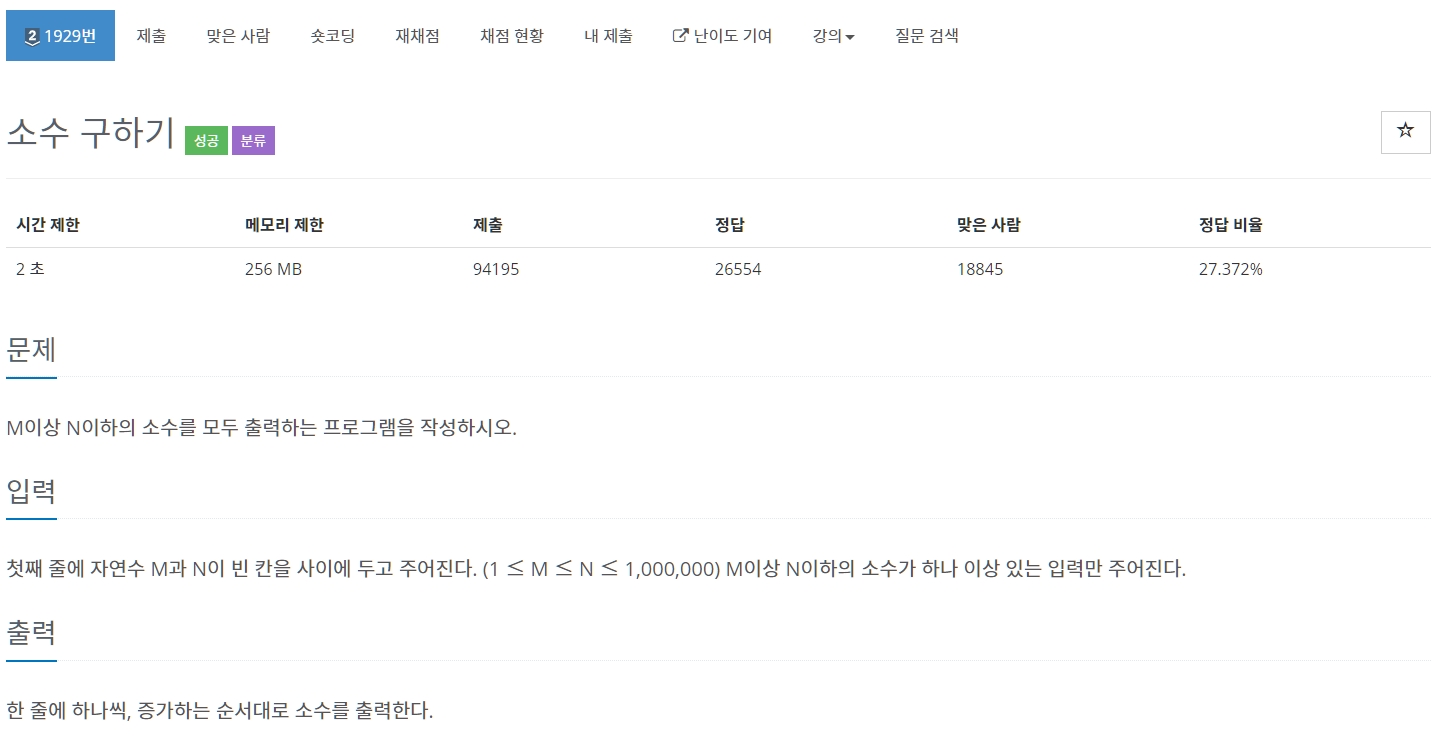 2 1929번 제출 맞은 사람 숏코딩 재채점 채점 현황 내 제출 난이도 기여 강의 질문 검색
소수 구하기 성공 분류
시간 제한 메모리 제한 제출 정답 맞은 사람 정답 비율
2 초 256 MB 94195 26554 18845 27.372%
문제
M이상 N이하의 소수를 모두 출력하는 프로그램을 작성하시오.
입력
첫째 줄에 자연수 M과 N이 빈 칸을 사이에 두고 주어진다. (1 ≤ M ≤ N ≤ 1,000,000) M이상 N이하의 소수가 하나 이상 있는 입력만 주어진다.
출력
한 줄에 하나씩, 증가하는 순서대로 소수를 출력한다.